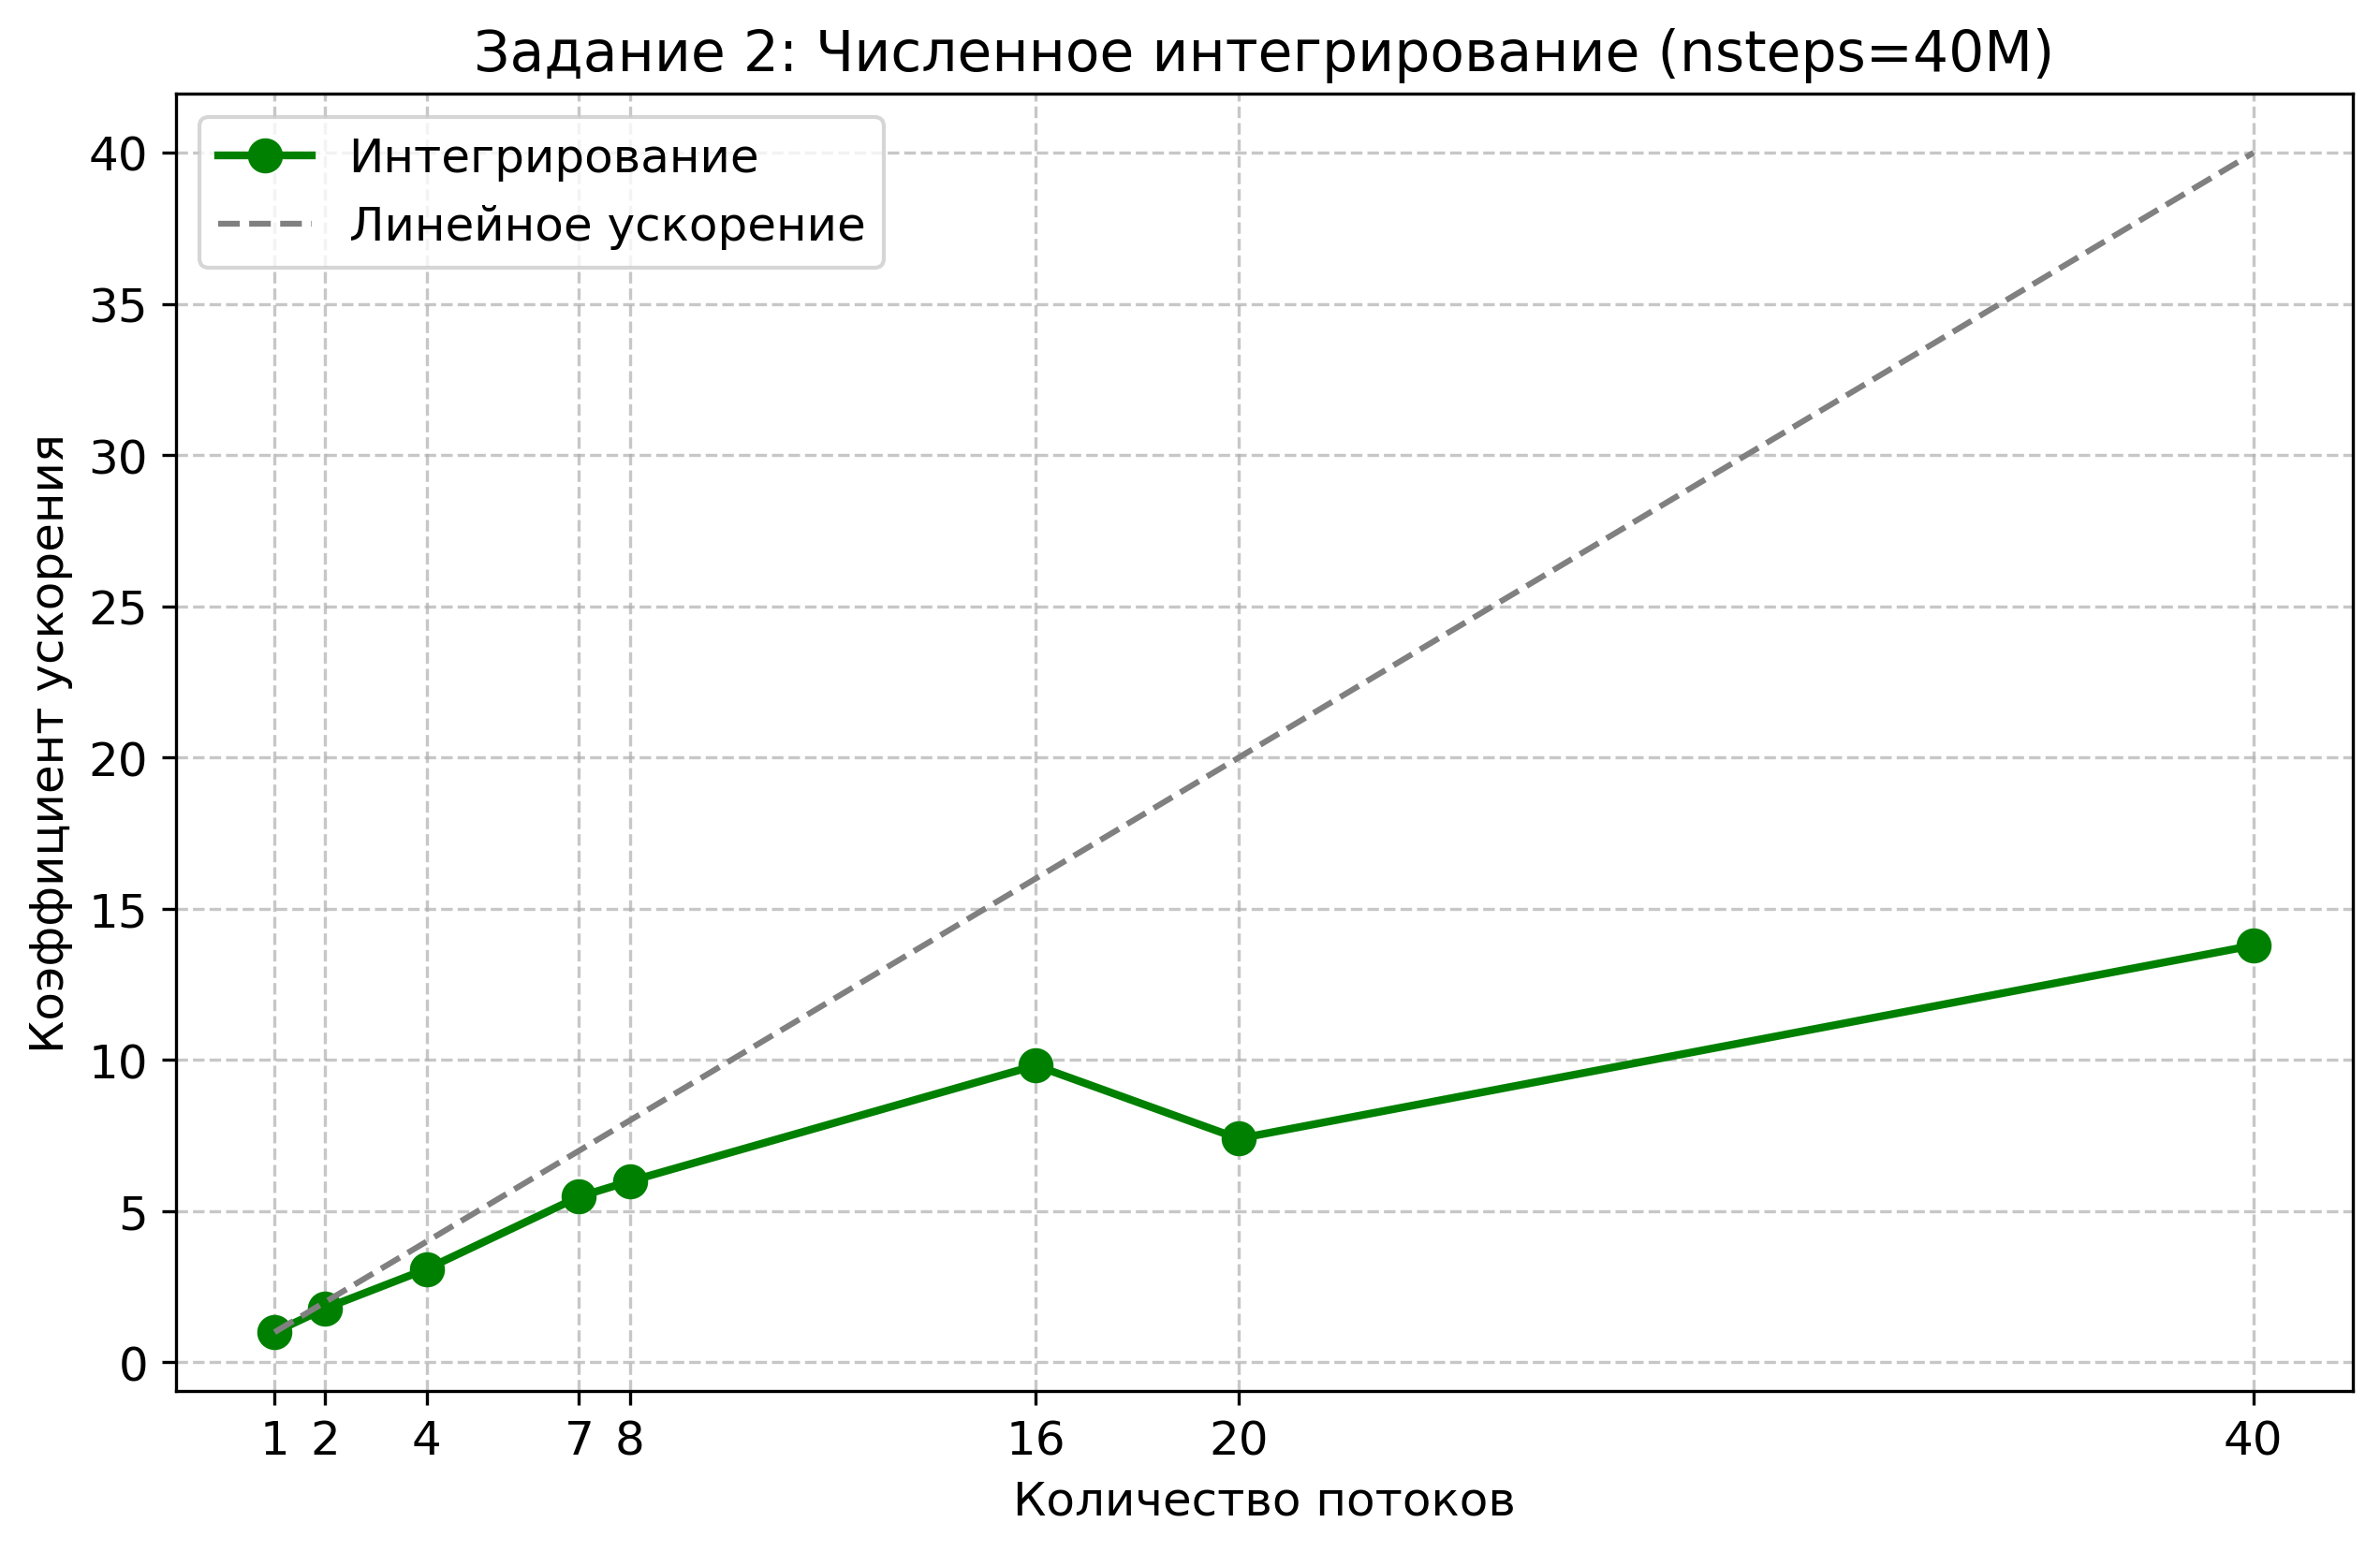 Задание 2: Численное интегрирование (nsteps=40M)
Интегрирование
Линейное ускорение
Коэффициент ускорения
40
35
30
25
20
15
10
5
0
1 2 4 7 8 16 20 40
Количество потоков